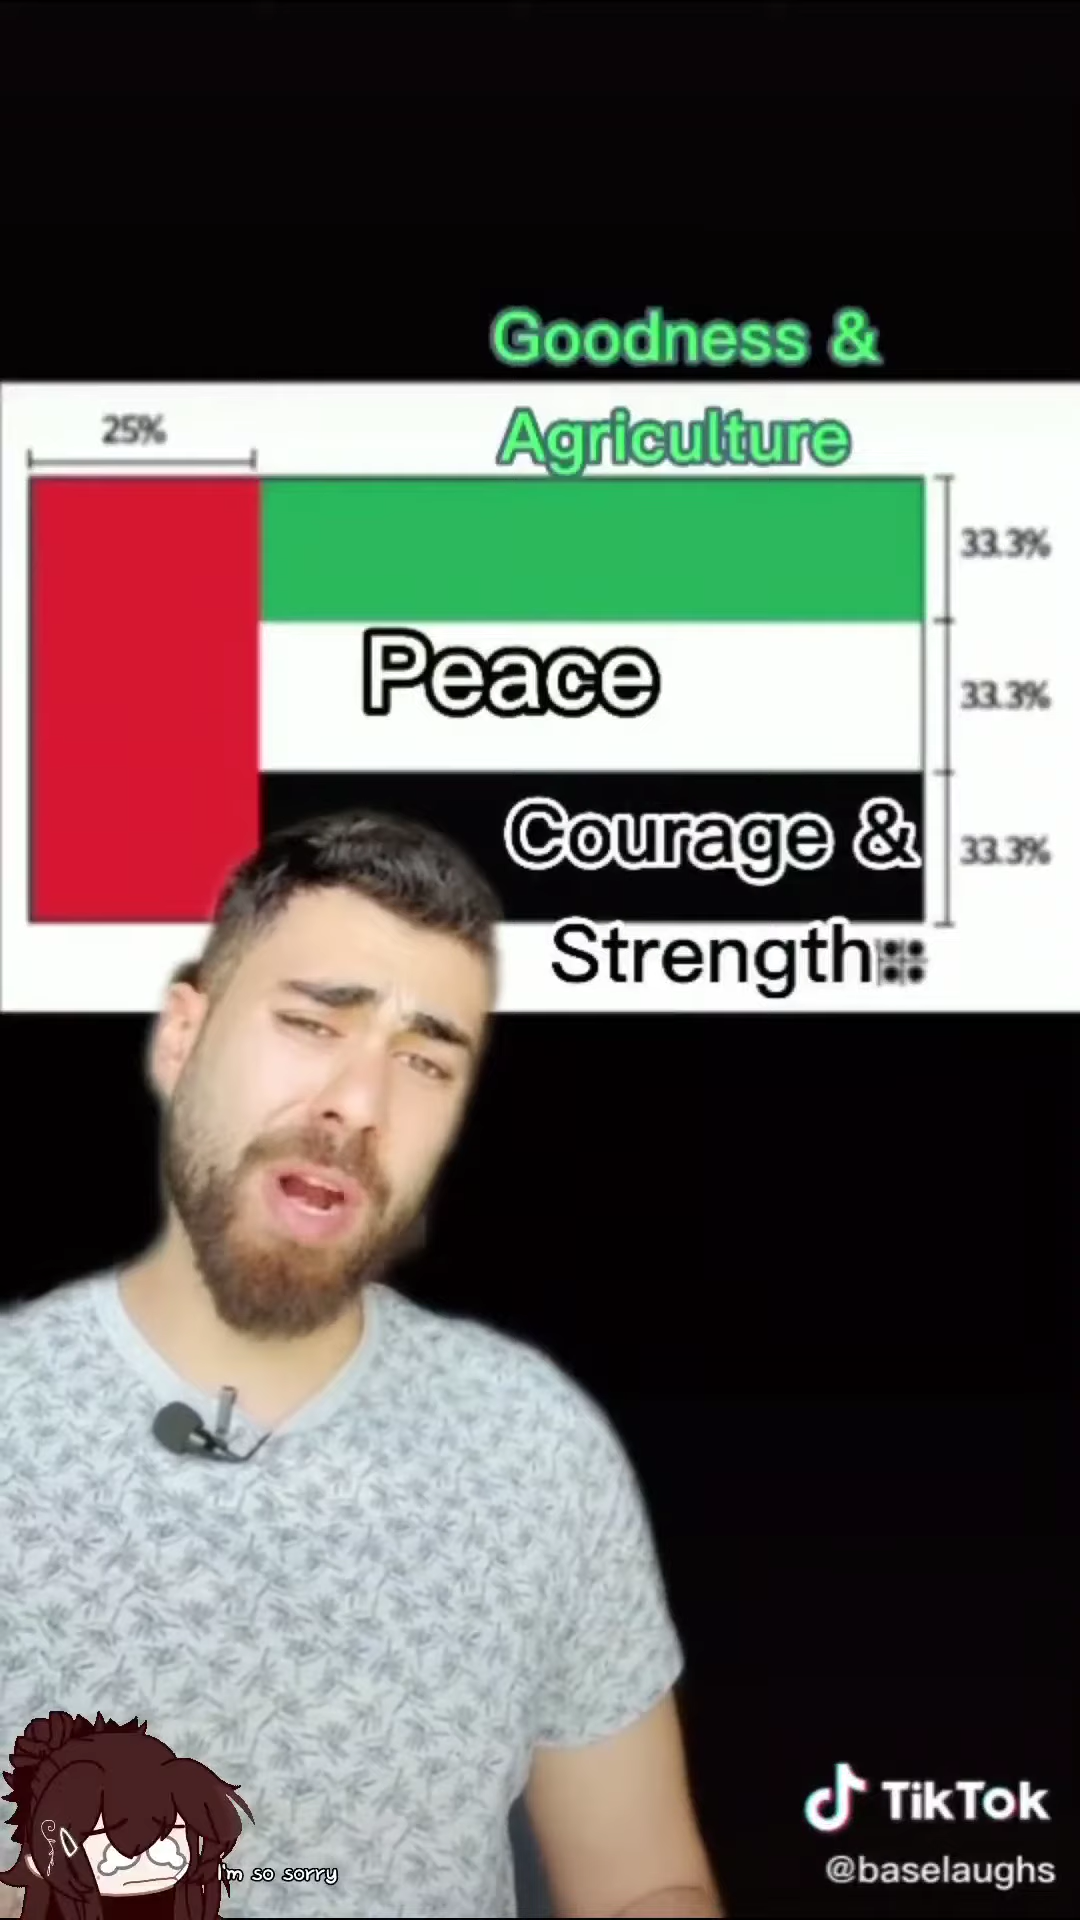 Goodness &
Agriculture
25%
33.3%
Peace
33.3%
Courage &
33.3%
Strength
TikTok
@baselaughs
I'm so sorry